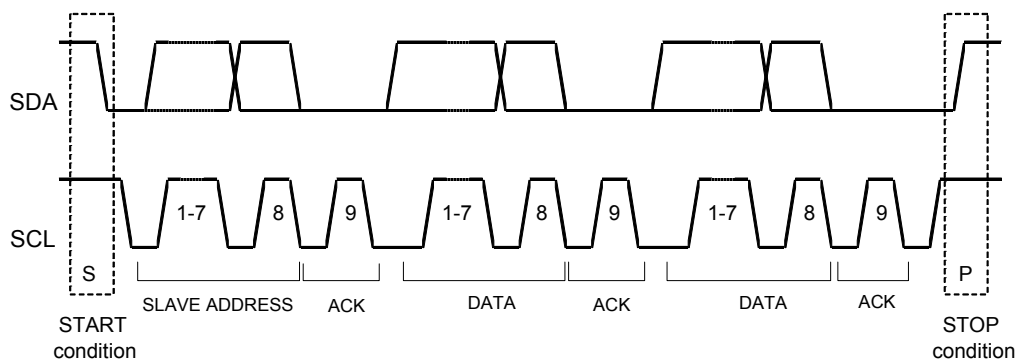 SDA
1-7 8 9 1-7 8 9 1-7 8 9
SCL
S P
SLAVE ADDRESS ACK DATA ACK DATA ACK
START
condition
STOP
condition